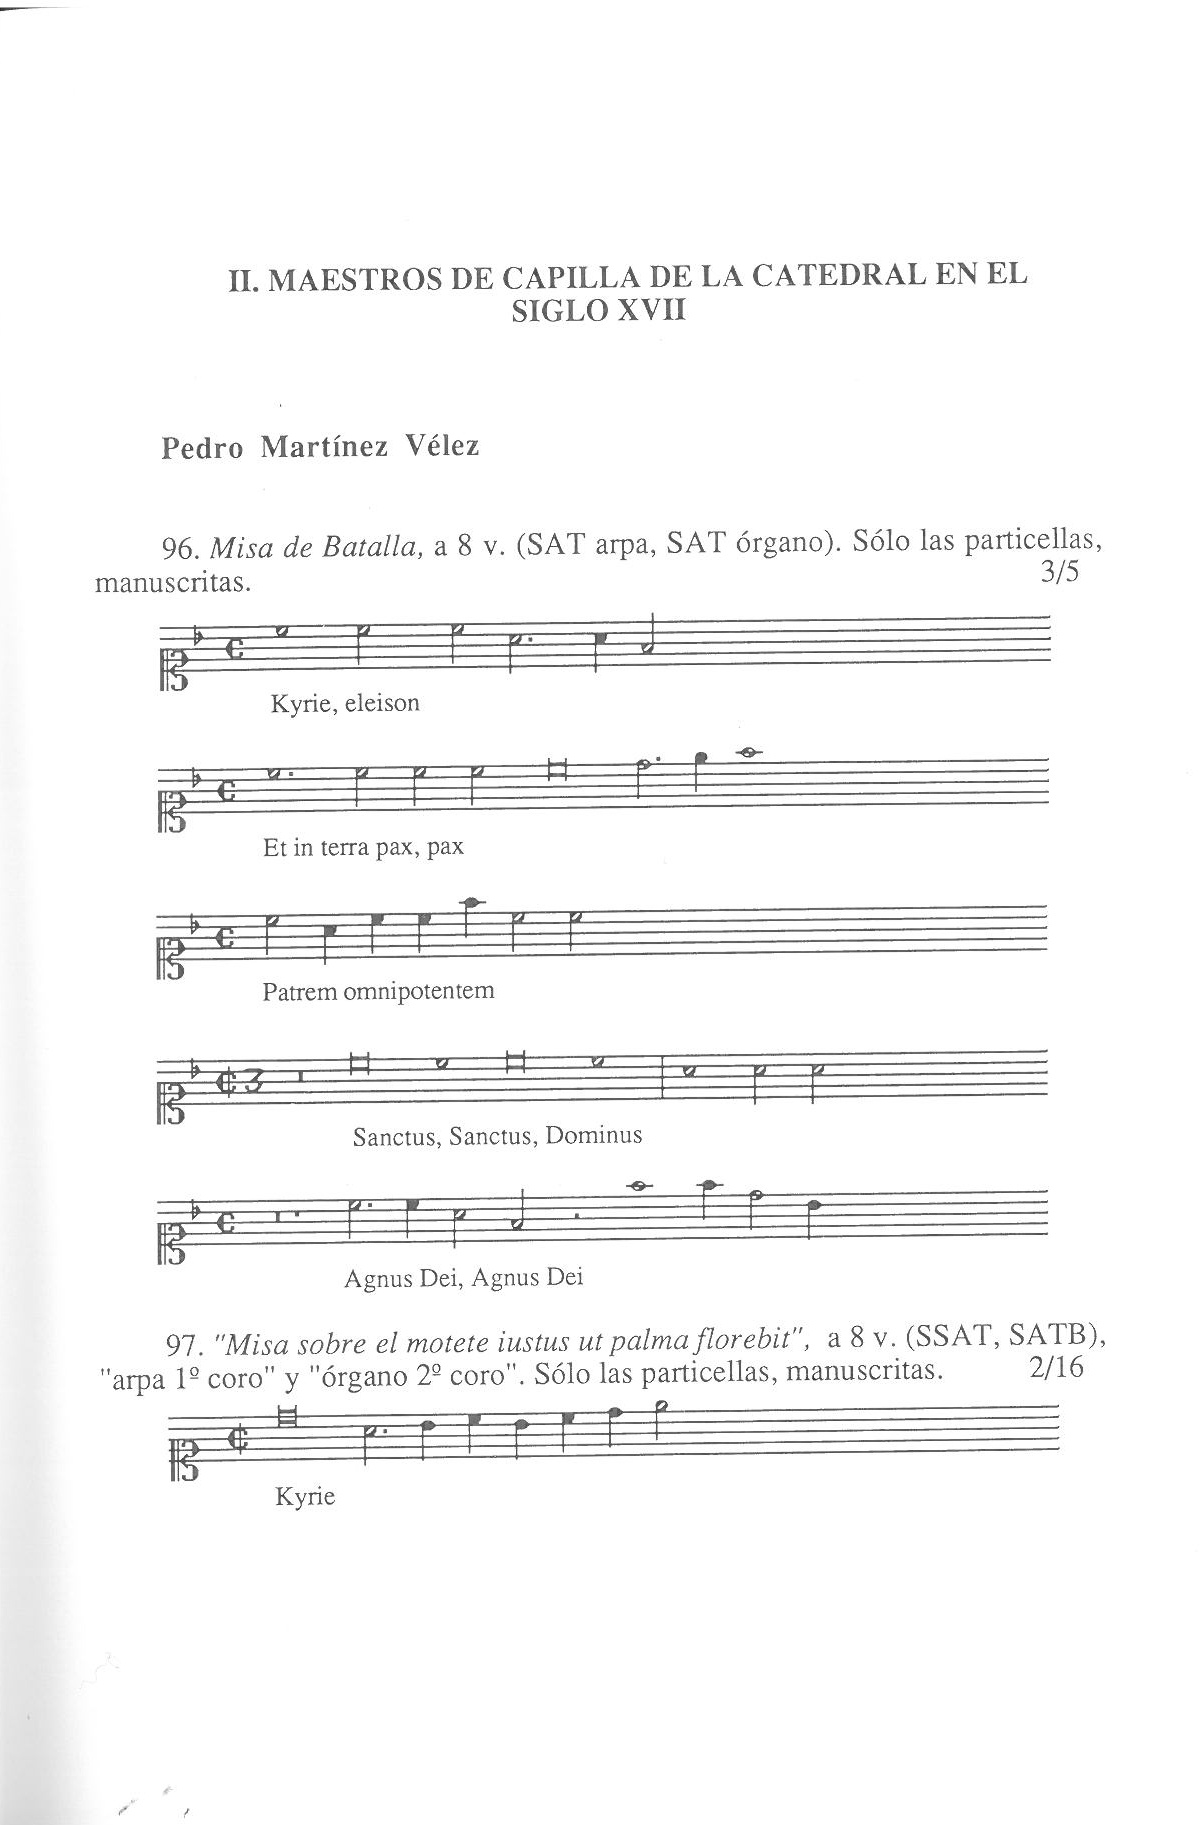 II. MAESTROS DE CAPILLA DE LA CATEDRAL EN EL
SIGLO XVII
Pedro Martínez Vélez
96. Misa de Batalla, a 8 v. (SAT arpa, SAT órgano). Sólo las particellas,
manuscritas. 3/5
Kyrie, eleison
Et in terra pax, pax
Patrem omnipotentem
3
Sanctus, Sanctus, Dominus
Agnus Dei, Agnus Dei
97. "Misa sobre el motete iustus ut palma florebit", a 8 v. (SSAT, SATB),
"arpa 1º coro" y "órgano 2º coro". Sólo las particellas, manuscritas. 2/16
Kyrie